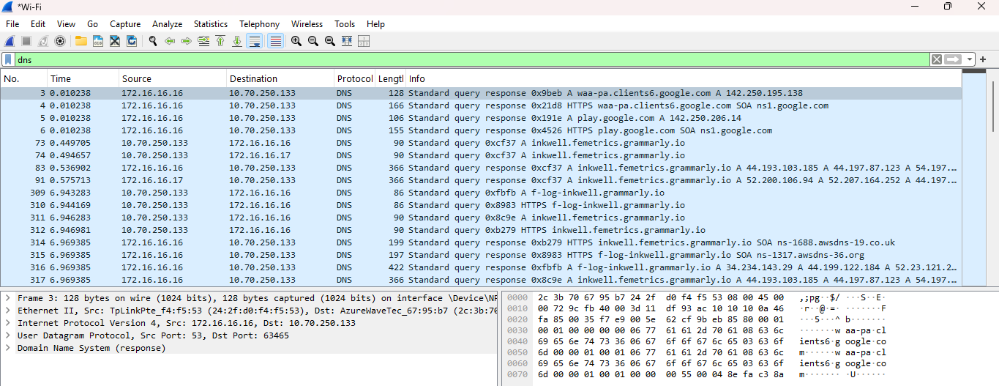 *Wi-Fi
File Edit View Go Capture Analyze Statistics Telephony Wireless Tools Help
dns
No. Time Source Destination Protocol Lengtl Info
3 0.010238 172.16.16.16 10.70.250.133 DNS 128 Standard query response 0x9beb A waa-pa.clients6.google.com A 142.250.195.138
4 0.010238 172.16.16.16 10.70.250.133 DNS 166 Standard query response 0x21d8 HTTPS waa-pa.clients6.google.com SOA ns1.google.com
5 0.010238 172.16.16.16 10.70.250.133 DNS 106 Standard query response 0x191e A play.google.com A 142.250.206.14
6 0.010238 172.16.16.16 10.70.250.133 DNS 155 Standard query response 0x4526 HTTPS play.google.com SOA ns1.google.com
73 0.449705 10.70.250.133 172.16.16.16 DNS 90 Standard query 0xcf37 A inkwell.femetrics.grammarly.io
74 0.494657 10.70.250.133 172.16.16.17 DNS 90 Standard query 0xcf37 A inkwell.femetrics.grammarly.io
83 0.536902 172.16.16.16 10.70.250.133 DNS 366 Standard query response 0xcf37 A inkwell.femetrics.grammarly.io A 44.193.103.185 A 44.197.87.123 A 54.197.…
91 0.575713 172.16.16.17 10.70.250.133 DNS 366 Standard query response 0xcf37 A inkwell.femetrics.grammarly.io A 52.200.106.94 A 52.207.164.252 A 44.197.…
309 6.943283 10.70.250.133 172.16.16.16 DNS 86 Standard query 0xfbfb A f-log-inkwell.grammarly.io
310 6.944169 10.70.250.133 172.16.16.16 DNS 86 Standard query 0x8983 HTTPS f-log-inkwell.grammarly.io
311 6.946283 10.70.250.133 172.16.16.16 DNS 90 Standard query 0x8c9e A inkwell.femetrics.grammarly.io
312 6.946981 10.70.250.133 172.16.16.16 DNS 90 Standard query 0xb279 HTTPS inkwell.femetrics.grammarly.io
314 6.969385 172.16.16.16 10.70.250.133 DNS 199 Standard query response 0xb279 HTTPS inkwell.femetrics.grammarly.io SOA ns-1688.awsdns-19.co.uk
315 6.969385 172.16.16.16 10.70.250.133 DNS 197 Standard query response 0x8983 HTTPS f-log-inkwell.grammarly.io SOA ns-1317.awsdns-36.org
316 6.969385 172.16.16.16 10.70.250.133 DNS 422 Standard query response 0xfbfb A f-log-inkwell.grammarly.io A 34.234.143.29 A 44.199.122.184 A 52.23.121.2…
317 6.969385 172.16.16.16 10.70.250.133 DNS 366 Standard query response 0x8c9e A inkwell.femetrics.grammarly.io A 44.193.103.185 A 44.197.87.123 A 54.197.…
Frame 3: 128 bytes on wire (1024 bits), 128 bytes captured (1024 bits) on interface \Device\NF
Ethernet II, Src: TpLinkPte_f4:f5:53 (24:2f:d0:f4:f5:53), Dst: AzureWaveTec_67:95:b7 (2c:3b:70
Internet Protocol Version 4, Src: 172.16.16.16, Dst: 10.70.250.133
User Datagram Protocol, Src Port: 53, Dst Port: 63465
Domain Name System (response)
0000 2c 3b 70 67 95 b7 24 2f d0 f4 f5 53 08 00 45 00 ,;pg··$/ ···S··E·
0010 00 72 9c fb 40 00 3d 11 df 93 ac 10 10 10 0a 46 ·r··@·=· ·······F
0020 fa 85 00 35 f7 e9 00 5e 62 cf 9b eb 85 80 00 01 ···5···^ b·······
0030 00 01 00 00 00 00 06 77 61 61 2d 70 61 08 63 6c ·······w aa-pa·cl
0040 69 65 6e 74 73 36 06 67 6f 6f 67 6c 65 03 63 6f ients6·g oogle·co
0050 6d 00 00 01 00 01 06 77 61 61 2d 70 61 08 63 6c m······w aa-pa·cl
0060 69 65 6e 74 73 36 06 67 6f 6f 67 6c 65 03 63 6f ients6·g oogle·co
0070 6d 00 00 01 00 01 00 00 00 55 00 04 8e fa c3 8a m······· ·U······